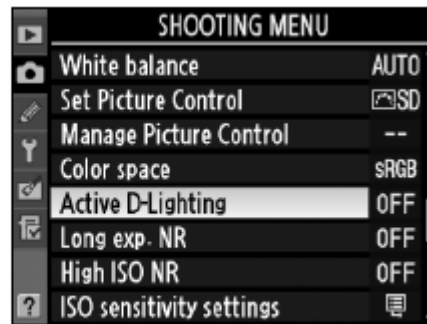 SHOOTING MENU
White balance AUTO
Set Picture Control SD
Manage Picture Control --
Color space sRGB
Active D-Lighting OFF
Long exp. NR OFF
High ISO NR OFF
? ISO sensitivity settings